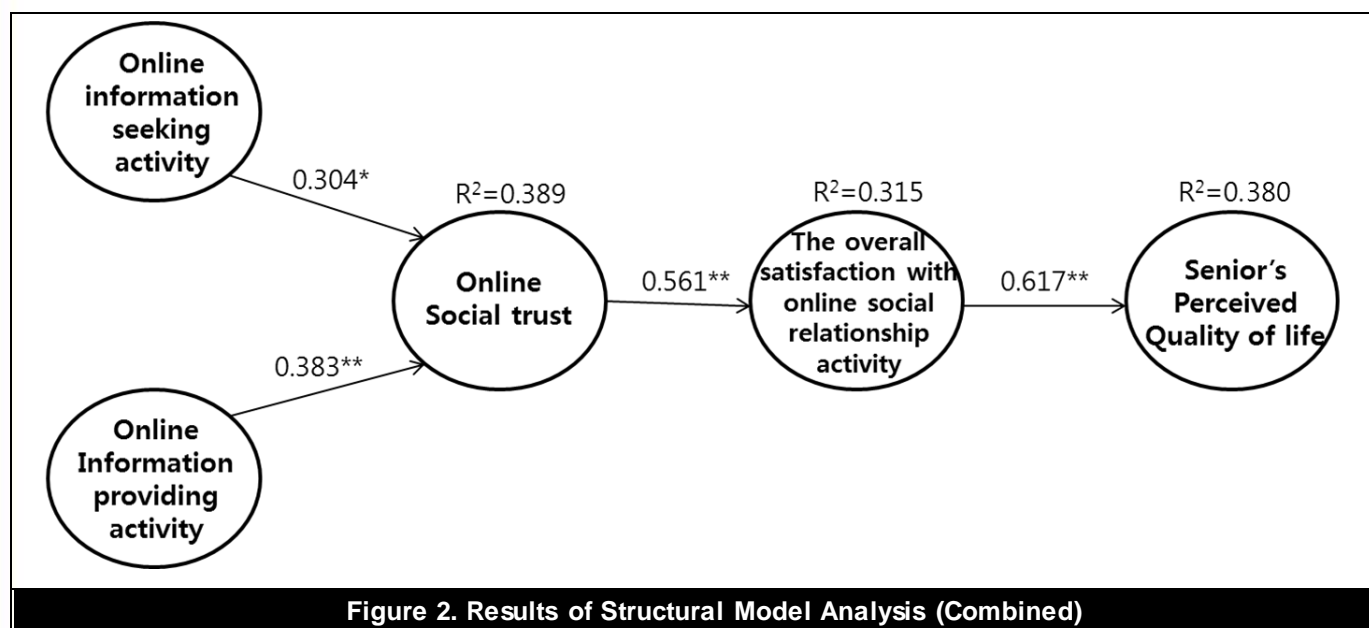 Online
information
seeking
activity
0.304*
R²=0.389
Online
Social trust
0.383**
Online
Information
providing
activity
0.561**
R²=0.315
The overall
satisfaction with
online social
relationship
activity
0.617**
R²=0.380
Senior's
Perceived
Quality of life
Figure 2. Results of Structural Model Analysis (Combined)